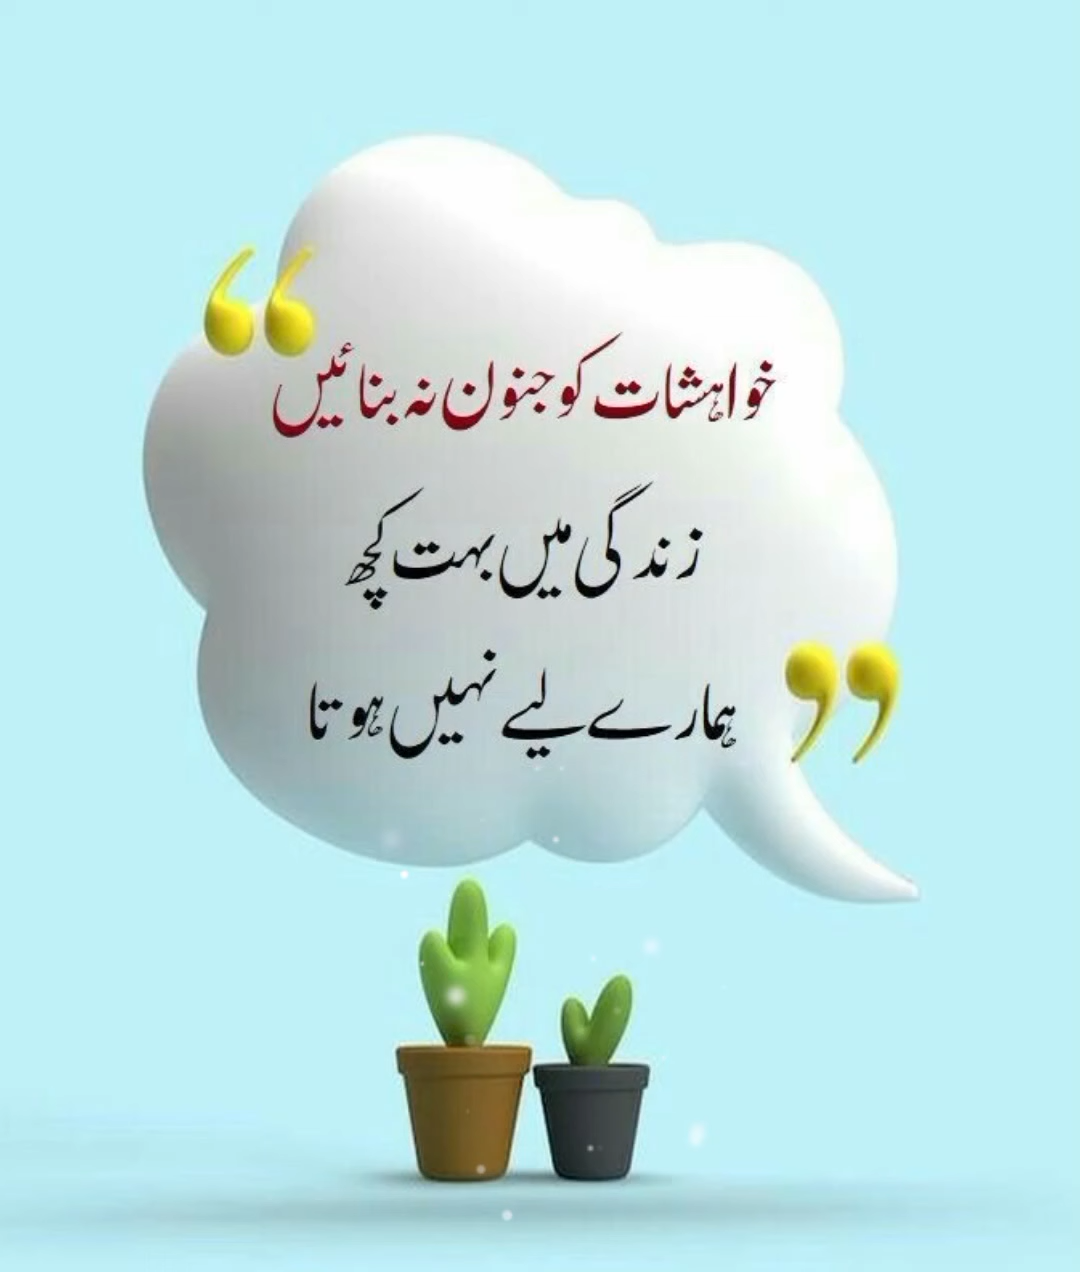 خواہشات کو جنون نہ بنائیں
زندگی میں بہت کچھ
ہمارے لیے نہیں ہوتا